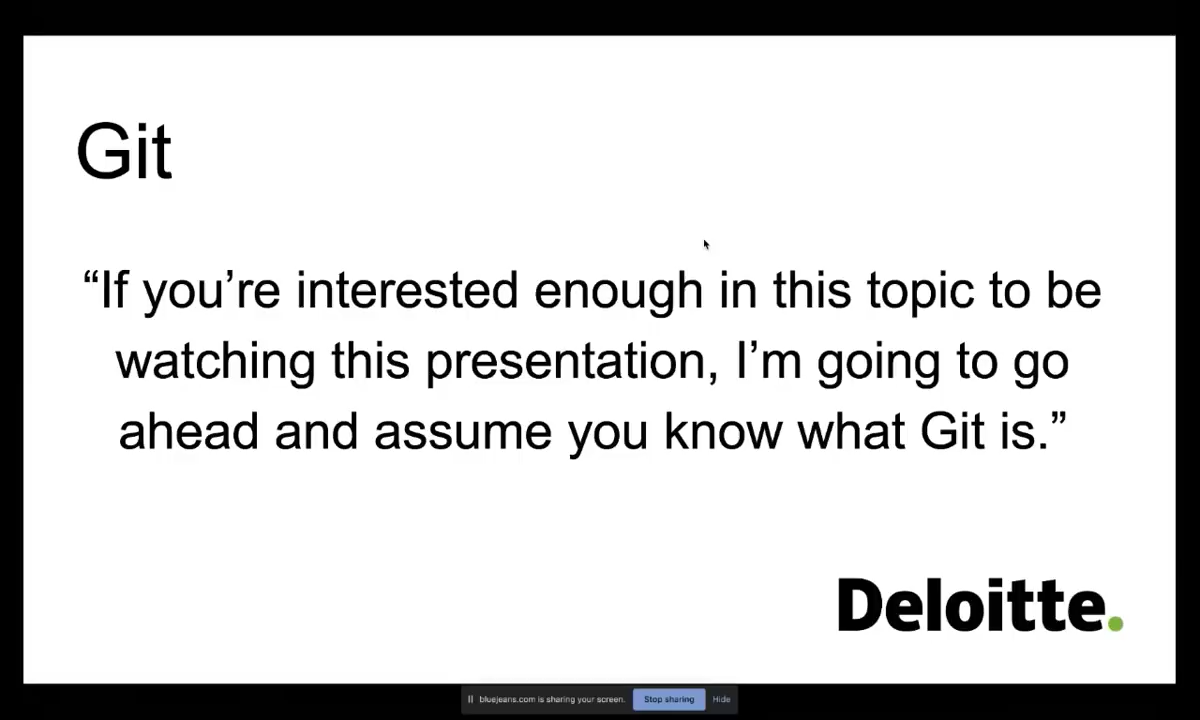 Git
“If you’re interested enough in this topic to be
watching this presentation, I’m going to go
ahead and assume you know what Git is.”
Deloitte.
bluejeans.com is sharing your screen. Stop sharing Hide